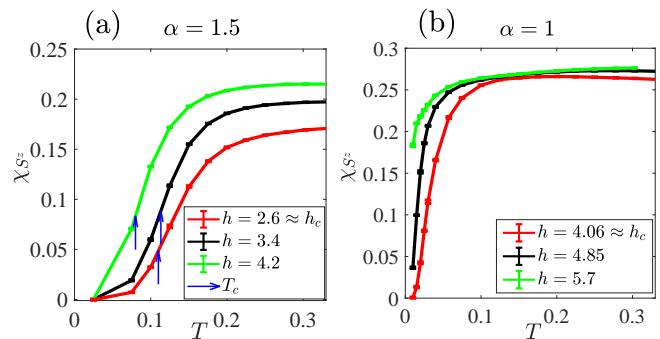 (a) α = 1.5
0.25
0.2
0.15
0.1
0.05
0
χ_{S^z}
0.1 0.2 0.3
T
h = 2.6 ≈ h_c
h = 3.4
h = 4.2
T_c
(b) α = 1
0.3
0.25
0.2
0.15
0.1
0.05
0
χ_{S^z}
0 0.1 0.2 0.3
T
h = 4.06 ≈ h_c
h = 4.85
h = 5.7